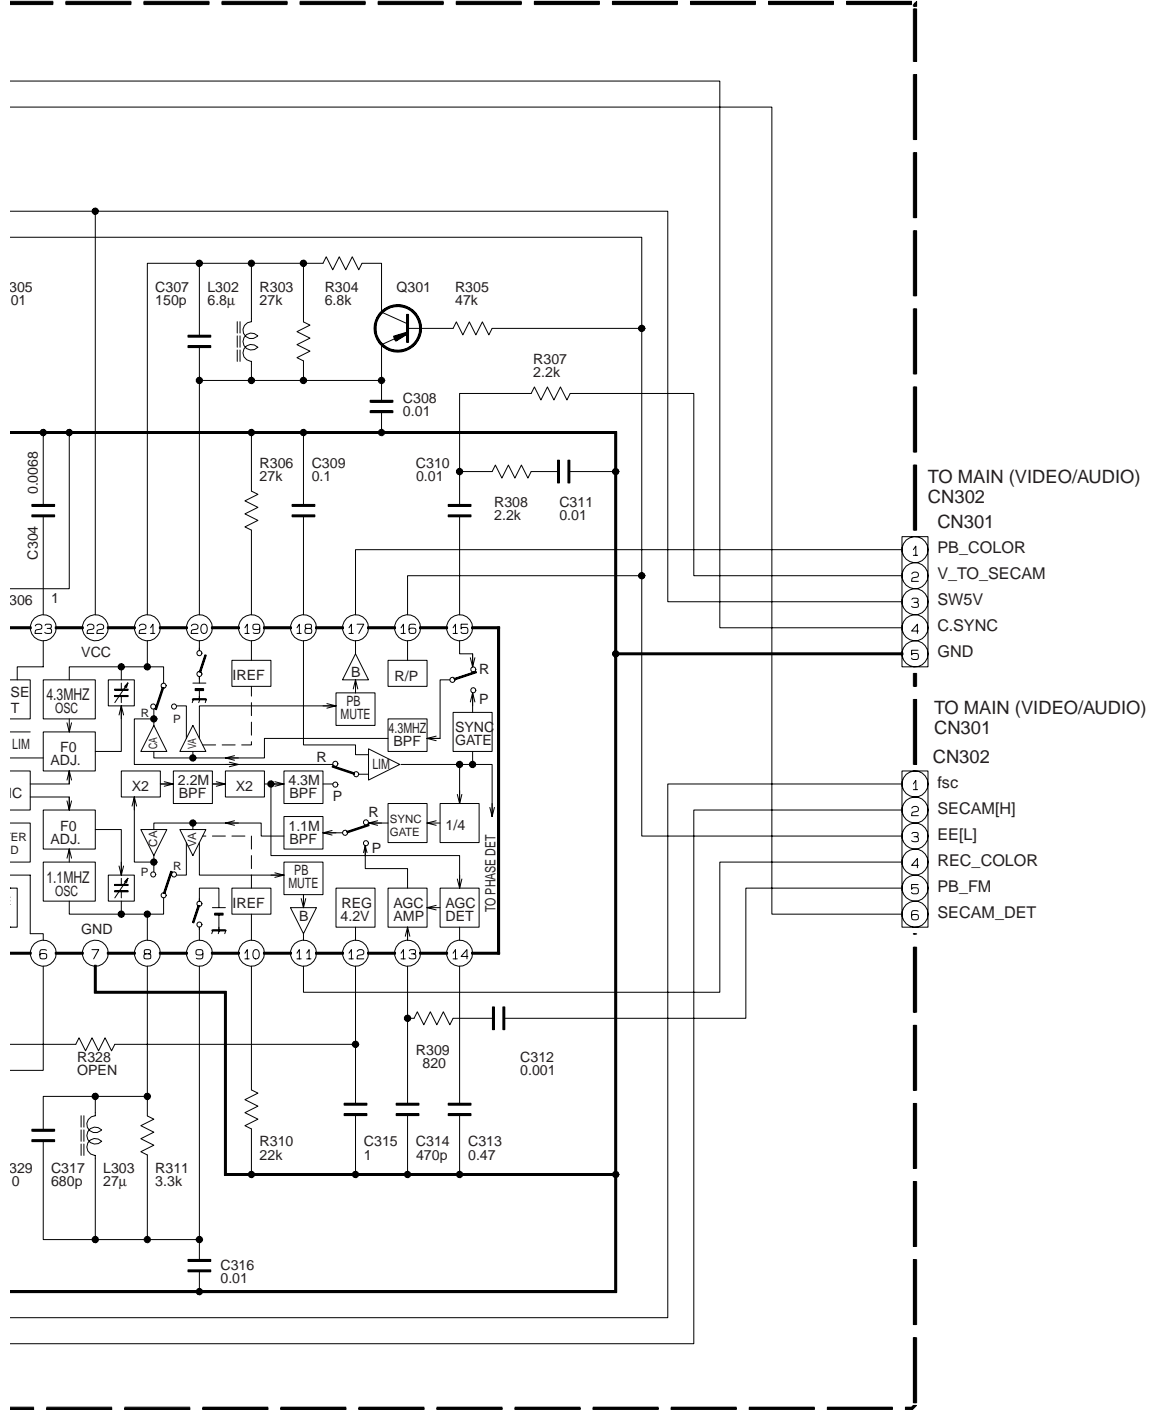 305
01
C307
150p
L302
6.8µ
R303
27k
R304
6.8k
Q301
R305
47k
R307
2.2k
C308
0.01
0.0068
C304
R306
27k
C309
0.1
C310
0.01
R308
2.2k
C311
0.01
306
1
TO MAIN (VIDEO/AUDIO)
CN302
CN301
1 PB_COLOR
2 V_TO_SECAM
3 SW5V
4 C.SYNC
5 GND
23 22 21 20 19 18 17 16 15
VCC
SE
T
4.3MHZ
OSC
R
P
IREF
B
PB
MUTE
R/P
R
P
SYNC
GATE
4.3MHZ
BPF
LIM
F0
ADJ.
CA
VA
R
P
LIM
IC
X2
2.2M
BPF
X2
4.3M
BPF
F0
ADJ.
CA
VA
1.1M
BPF
R
P
SYNC
GATE
1/4
TO PHASE DET
TER
D
1.1MHZ
OSC
P
R
IREF
PB
MUTE
B
REG
4.2V
AGC
AMP
AGC
DET
GND
6 7 8 9 10 11 12 13 14
TO MAIN (VIDEO/AUDIO)
CN301
CN302
1 fsc
2 SECAM[H]
3 EE[L]
4 REC_COLOR
5 PB_FM
6 SECAM_DET
R328
OPEN
R309
820
C312
0.001
329
0
C317
680p
L303
27µ
R311
3.3k
R310
22k
C315
1
C314
470p
C313
0.47
C316
0.01